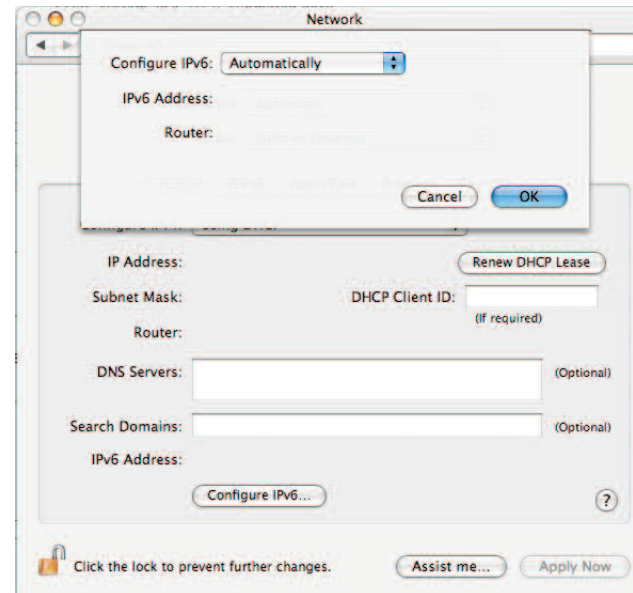 Network
Configure IPv6: Automatically
IPv6 Address:
Router:
Cancel OK
IP Address: Renew DHCP Lease
Subnet Mask: DHCP Client ID:
(If required)
Router:
DNS Servers: (Optional)
Search Domains: (Optional)
IPv6 Address:
Configure IPv6... ?
Click the lock to prevent further changes. Assist me... Apply Now